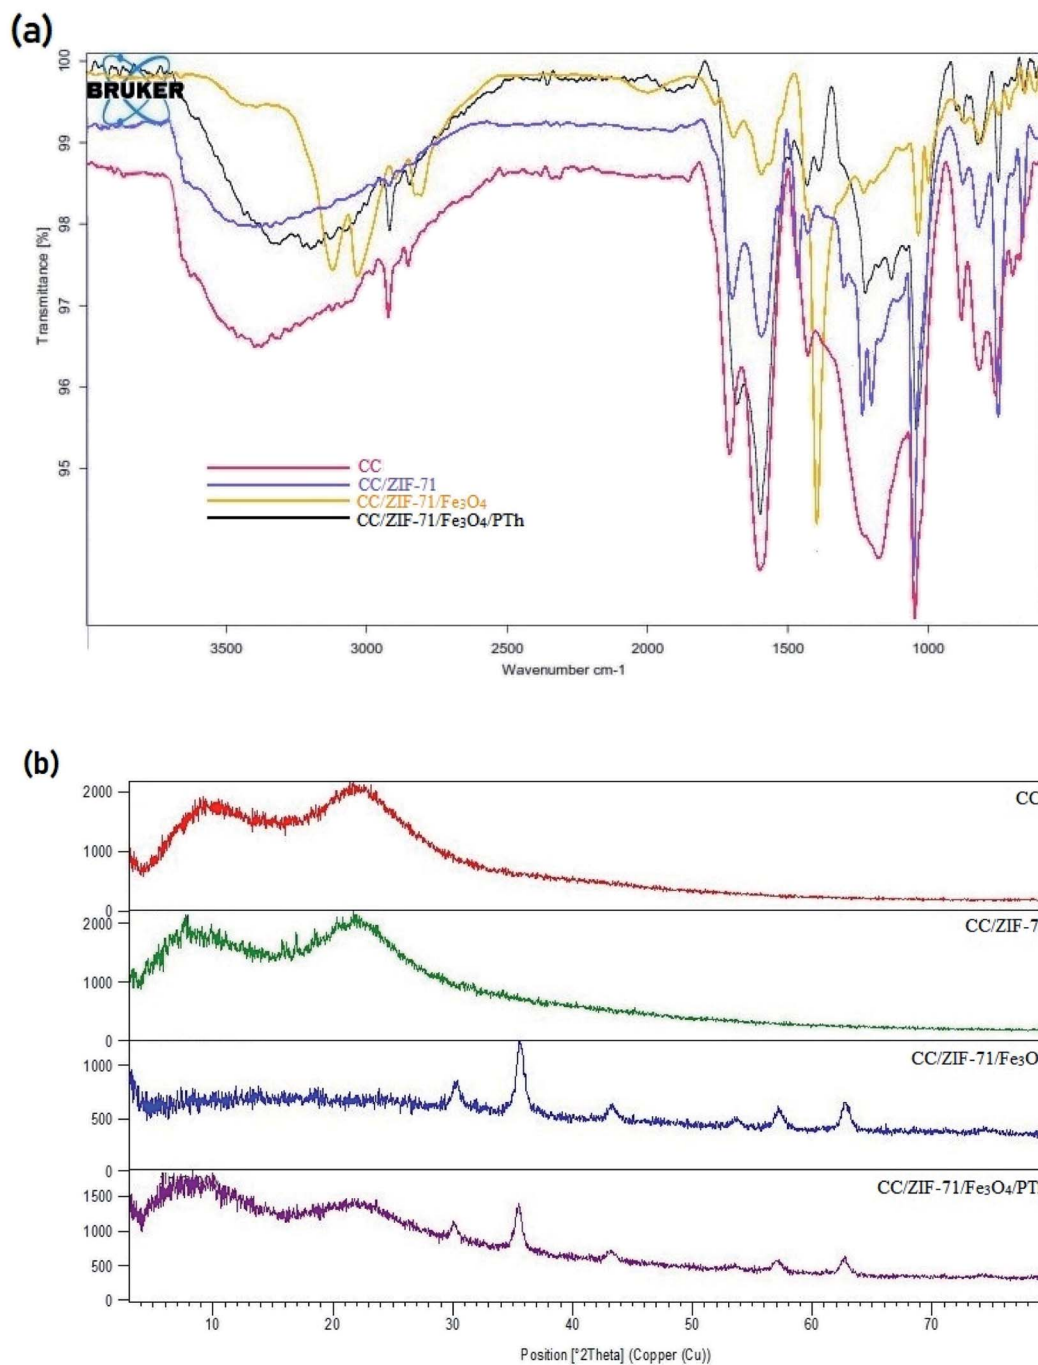 (a)
BRUKER
Transmittance [%]
100
99
98
97
96
95
CC
CC/ZIF-71
CC/ZIF-71/Fe₃O₄
CC/ZIF-71/Fe₃O₄/PTh
3500 3000 2500 2000 1500 1000
Wavenumber cm-1
(b)
2000
1000
0
CC
2000
1000
0
CC/ZIF-7
1000
500
0
CC/ZIF-71/Fe₃O
1500
1000
500
0
CC/ZIF-71/Fe₃O₄/PT
10 20 30 40 50 60 70
Position [°2Theta] (Copper (Cu))